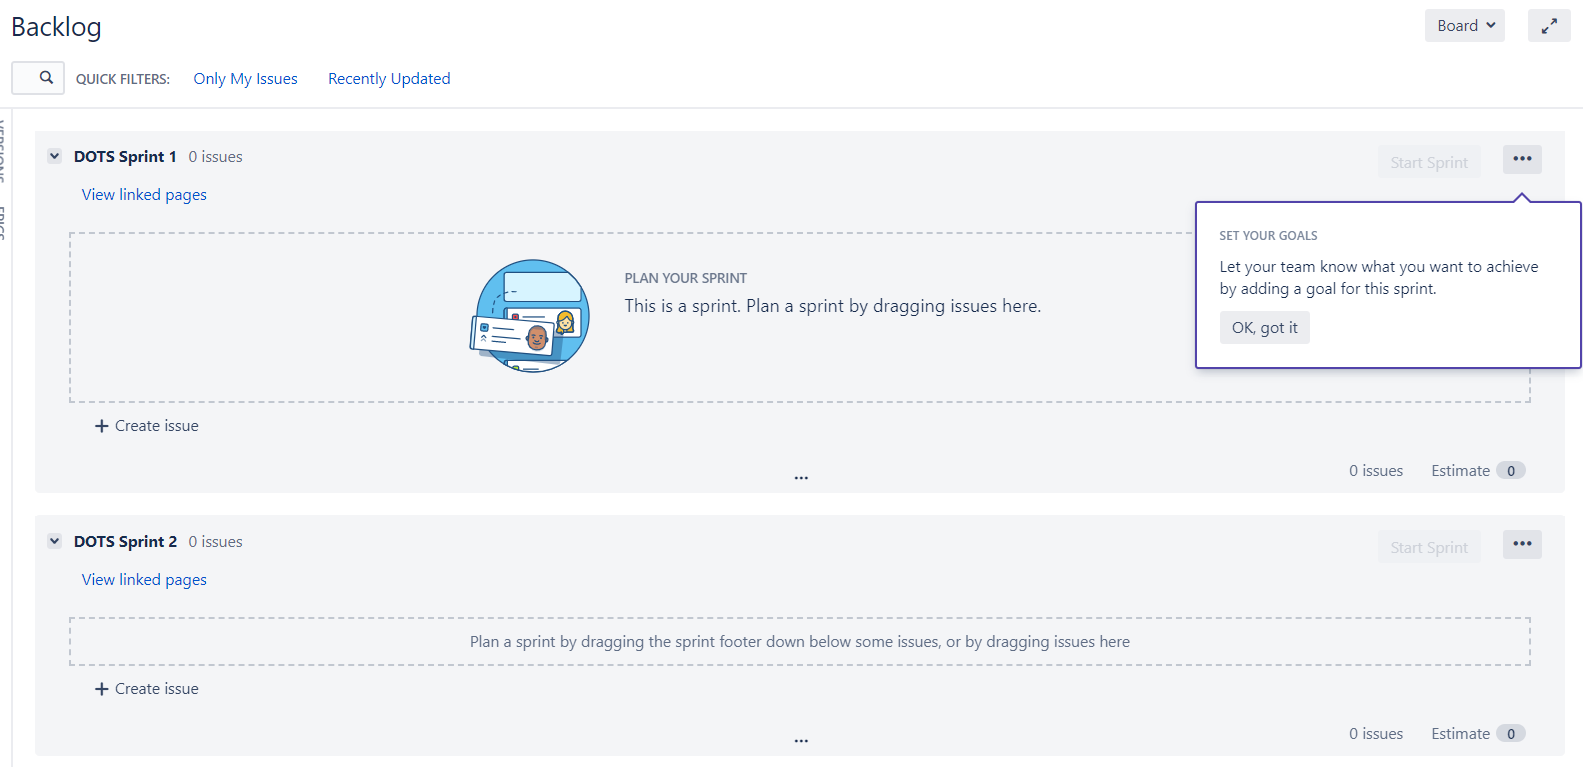 Backlog
Board
QUICK FILTERS: Only My Issues Recently Updated
VERSIONS
EPICS
DOTS Sprint 1 0 issues
Start Sprint
View linked pages
SET YOUR GOALS
Let your team know what you want to achieve
by adding a goal for this sprint.
OK, got it
PLAN YOUR SPRINT
This is a sprint. Plan a sprint by dragging issues here.
+ Create issue
...
0 issues Estimate 0
DOTS Sprint 2 0 issues
Start Sprint
View linked pages
Plan a sprint by dragging the sprint footer down below some issues, or by dragging issues here
+ Create issue
...
0 issues Estimate 0